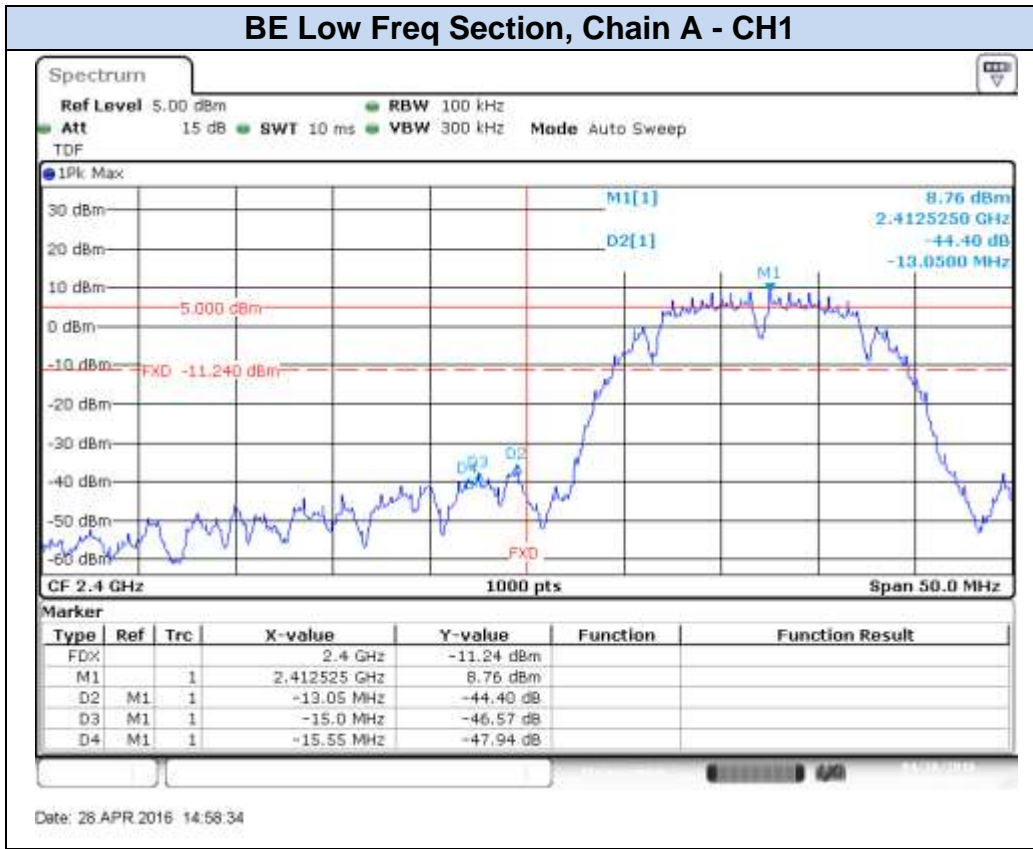 BE Low Freq Section, Chain A - CH1
Spectrum
Ref Level 5.00 dBm RBW 100 kHz
Att 15 dB SWT 10 ms VBW 300 kHz Mode Auto Sweep
TDF
1Pk Max
M1[1] 8.76 dBm
2.4125250 GHz
D2[1] -44.40 dB
-13.0500 MHz
30 dBm
20 dBm
10 dBm
M1
5.000 dBm
0 dBm
-10 dBm
FXD -11.240 dBm
-20 dBm
-30 dBm
D2
D3
D4
-40 dBm
-50 dBm
-60 dBm
FXD
CF 2.4 GHz 1000 pts Span 50.0 MHz
Marker
Type Ref Trc X-value Y-value Function Function Result
FDX 2.4 GHz -11.24 dBm
M1 1 2.412525 GHz 8.76 dBm
D2 M1 1 -13.05 MHz -44.40 dB
D3 M1 1 -15.0 MHz -46.57 dB
D4 M1 1 -15.55 MHz -47.94 dB
Date: 28.APR.2016 14:58:34